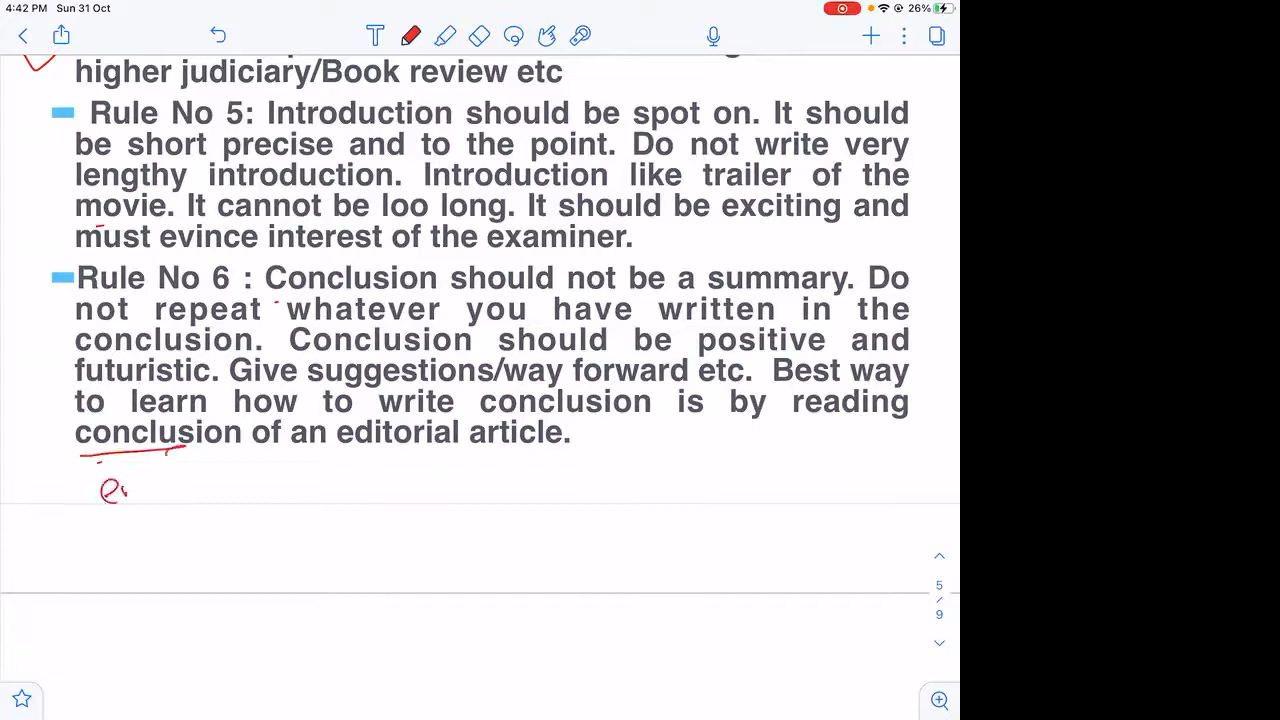 4:42 PM Sun 31 Oct
26%
higher judiciary/Book review etc
Rule No 5: Introduction should be spot on. It should
be short precise and to the point. Do not write very
lengthy introduction. Introduction like trailer of the
movie. It cannot be loo long. It should be exciting and
must evince interest of the examiner.
Rule No 6 : Conclusion should not be a summary. Do
not repeat whatever you have written in the
conclusion. Conclusion should be positive and
futuristic. Give suggestions/way forward etc. Best way
to learn how to write conclusion is by reading
conclusion of an editorial article.
5
/
9